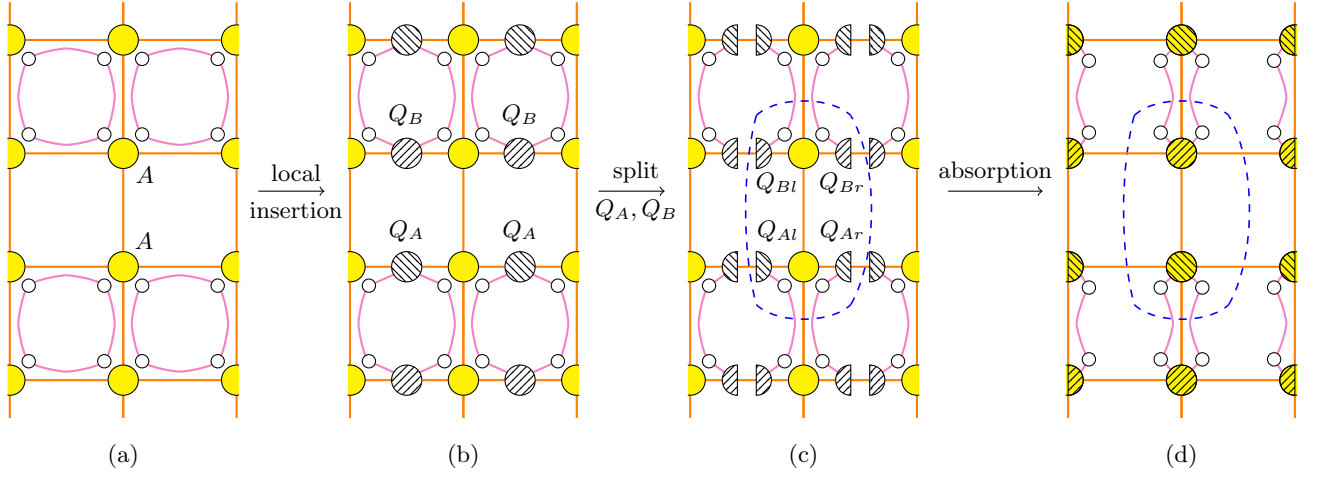 A
A
local
insertion
Q_B
Q_B
Q_A
Q_A
split
Q_A, Q_B
Q_{Bl}
Q_{Br}
Q_{Al}
Q_{Ar}
absorption
(a)
(b)
(c)
(d)